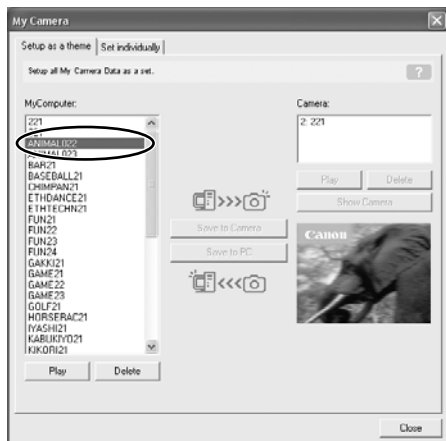 My Camera
Setup as a theme
Set individually
Setup all My Camera Data as a set.
?
MyComputer:
221
ANIMAL022
ANIMAL023
BAR21
BASEBALL21
CHIMPAN21
ETHDANCE21
ETHTECHN21
FUN21
FUN22
FUN23
FUN24
GAKKI21
GAME21
GAME22
GAME23
GOLF21
HORSERAC21
IYASHI21
KABUKIYO21
KIKORI21
Play
Delete
>>>
Save to Camera
Save to PC
<<<
Camera:
2. 221
Play
Delete
Show Camera
Canon
Close